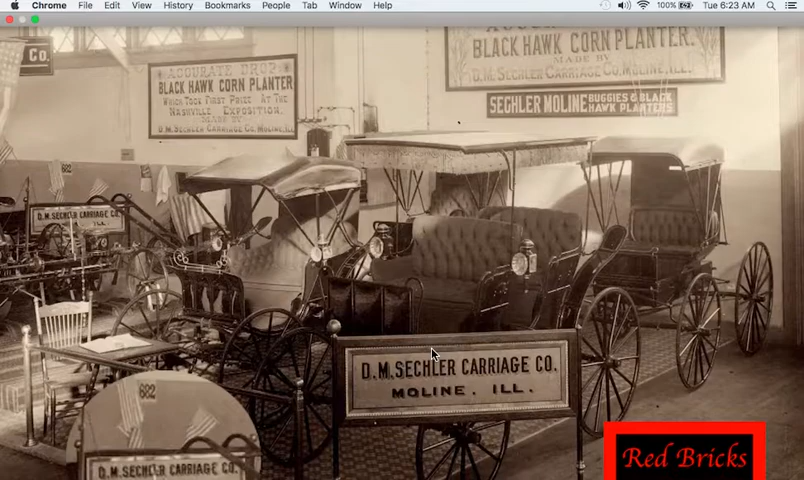 Chrome File Edit View History Bookmarks People Tab Window Help 100% Tue 6:23 AM
Co.
ACCURATE DROP
BLACK HAWK CORN PLANTER
WHICH TOOK FIRST PRIZE AT THE
NASHVILLE EXPOSITION.
MADE BY
D.M. SECHLER CARRIAGE CO. MOLINE, ILL.
BLACK HAWK CORN PLANTER.
MADE BY
D.M. SECHLER CARRIAGE CO. MOLINE, ILL.
SECHLER MOLINE BUGGIES & BLACK
HAWK PLANTERS
682
D.M. SECHLER CARRIAGE CO.
ILL.
D.M. SECHLER CARRIAGE CO.
MOLINE. ILL.
682
D.M. SECHLER CARRIAGE CO.
Red Bricks